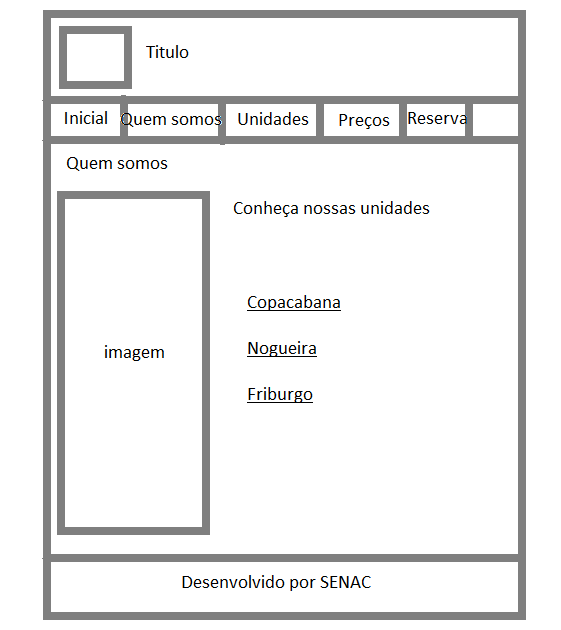 Titulo
Inicial Quem somos Unidades Preços Reserva
Quem somos
Conheça nossas unidades
Copacabana
imagem
Nogueira
Friburgo
Desenvolvido por SENAC